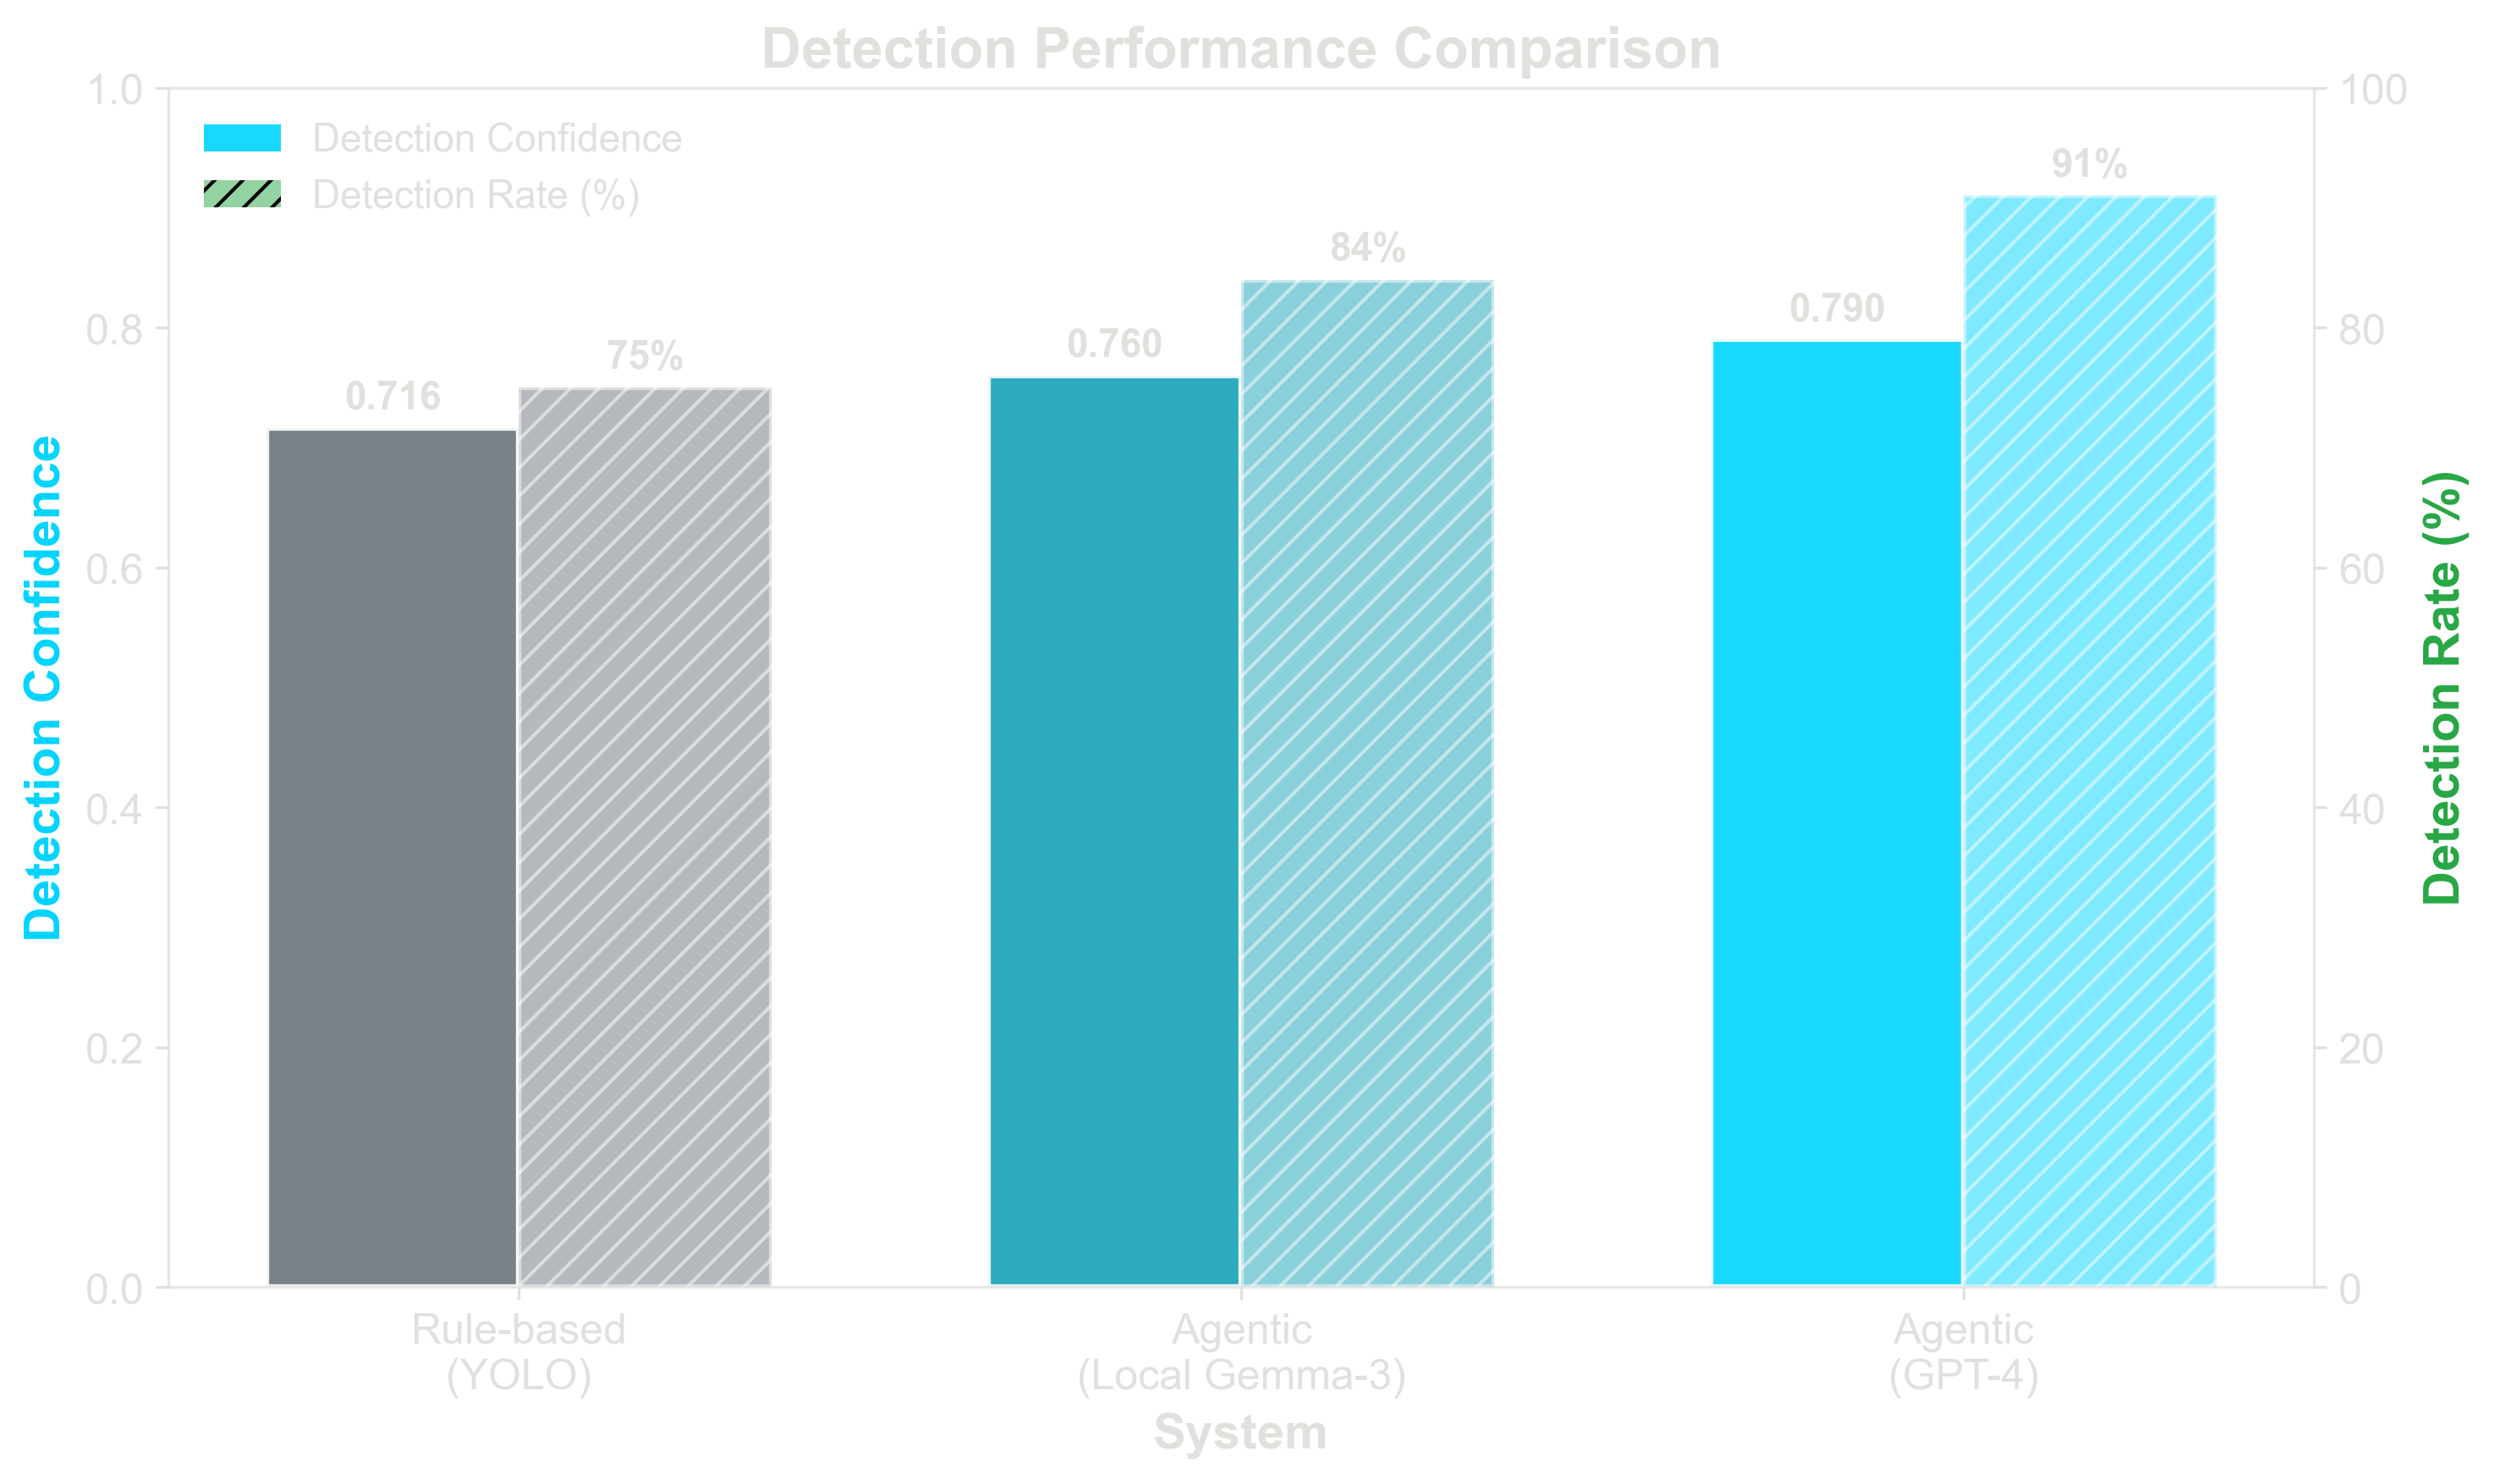 Detection Performance Comparison
Detection Confidence
Detection Rate (%)
1.0
0.8
0.6
0.4
0.2
0.0
Detection Confidence
100
80
60
40
20
0
Detection Rate (%)
0.716
75%
0.760
84%
0.790
91%
Rule-based
(YOLO)
Agentic
(Local Gemma-3)
Agentic
(GPT-4)
System